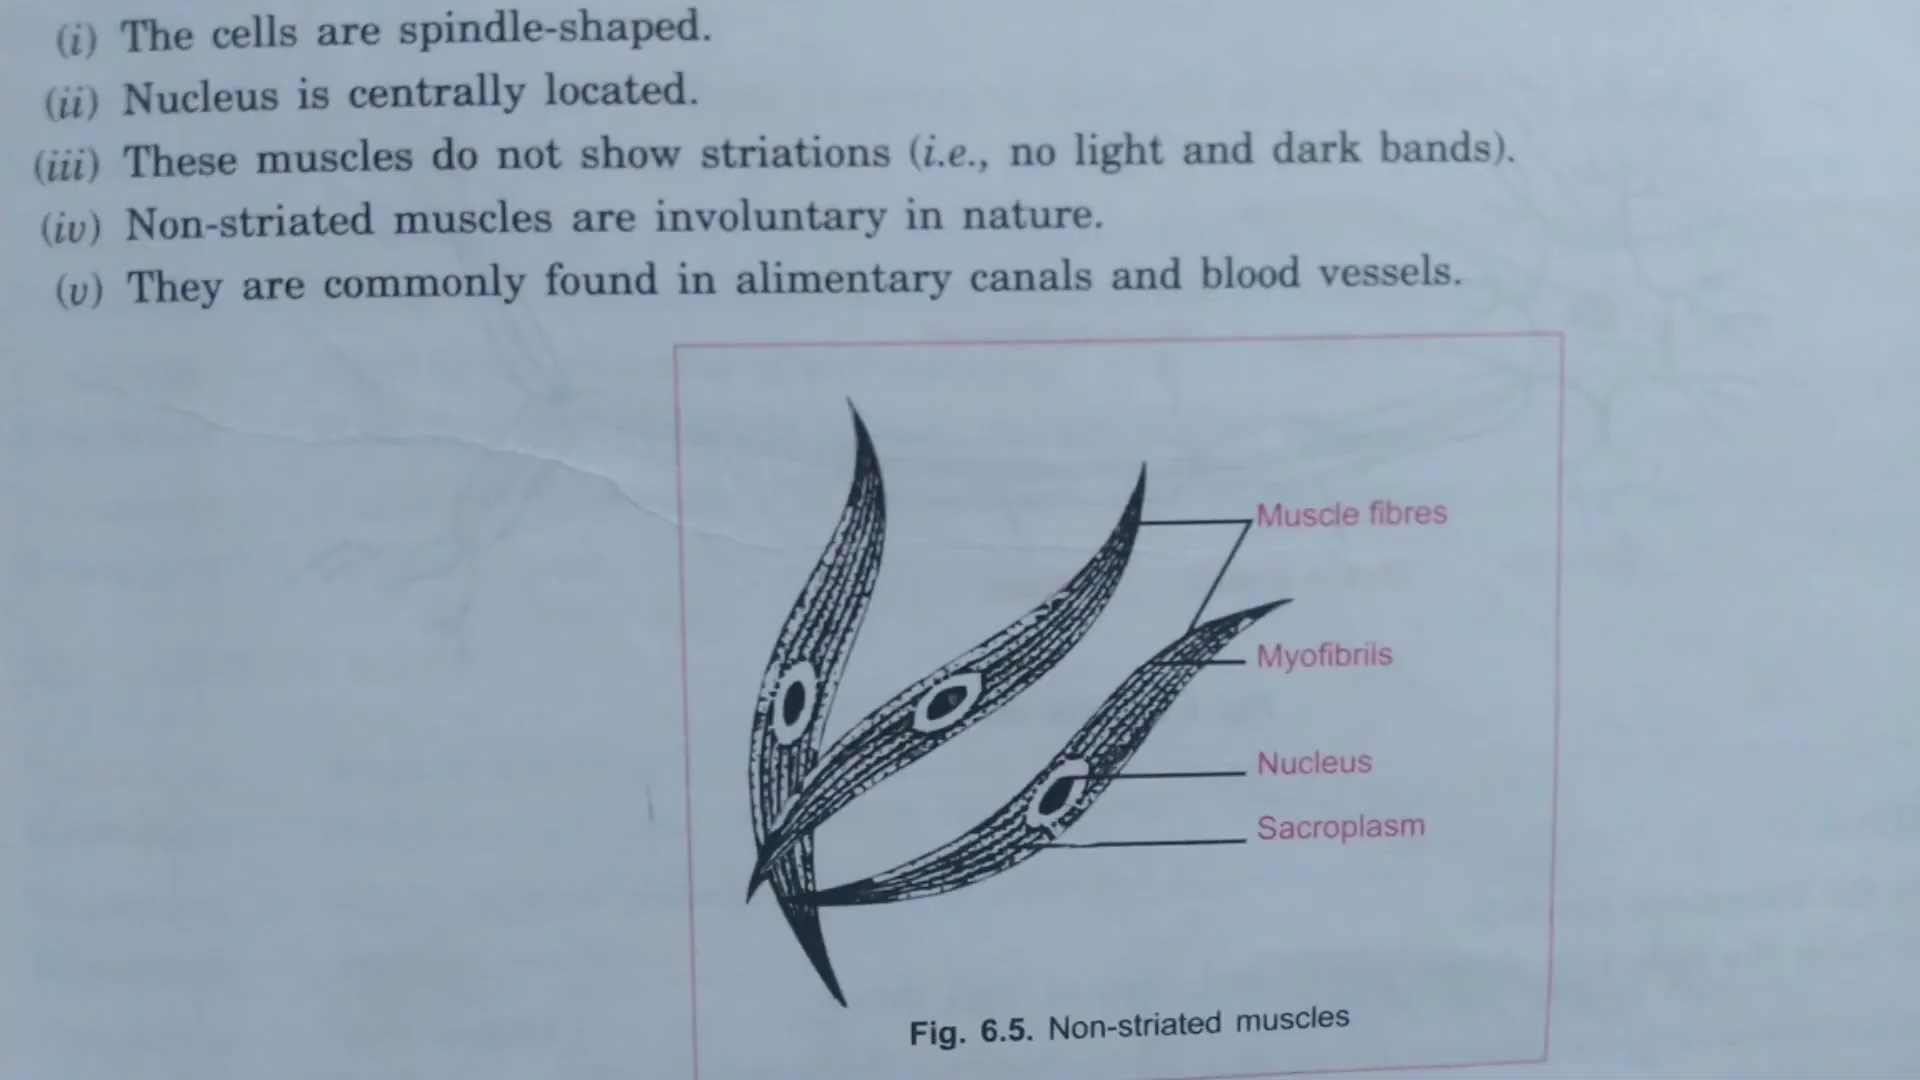 (i) The cells are spindle-shaped.
(ii) Nucleus is centrally located.
(iii) These muscles do not show striations (i.e., no light and dark bands).
(iv) Non-striated muscles are involuntary in nature.
(v) They are commonly found in alimentary canals and blood vessels.
Muscle fibres
Myofibrils
Nucleus
Sacroplasm
Fig. 6.5. Non-striated muscles